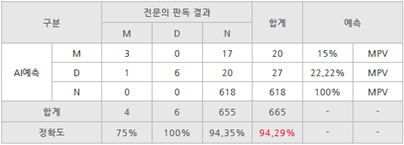 구분 전문의 판독 결과 합계 예측
M D N
AI예측 M 3 0 17 20 15% MPV
D 1 6 20 27 22,22% MPV
N 0 0 618 618 100% MPV
합계 4 6 655 665 - -
정확도 75% 100% 94,35% 94,29% - -